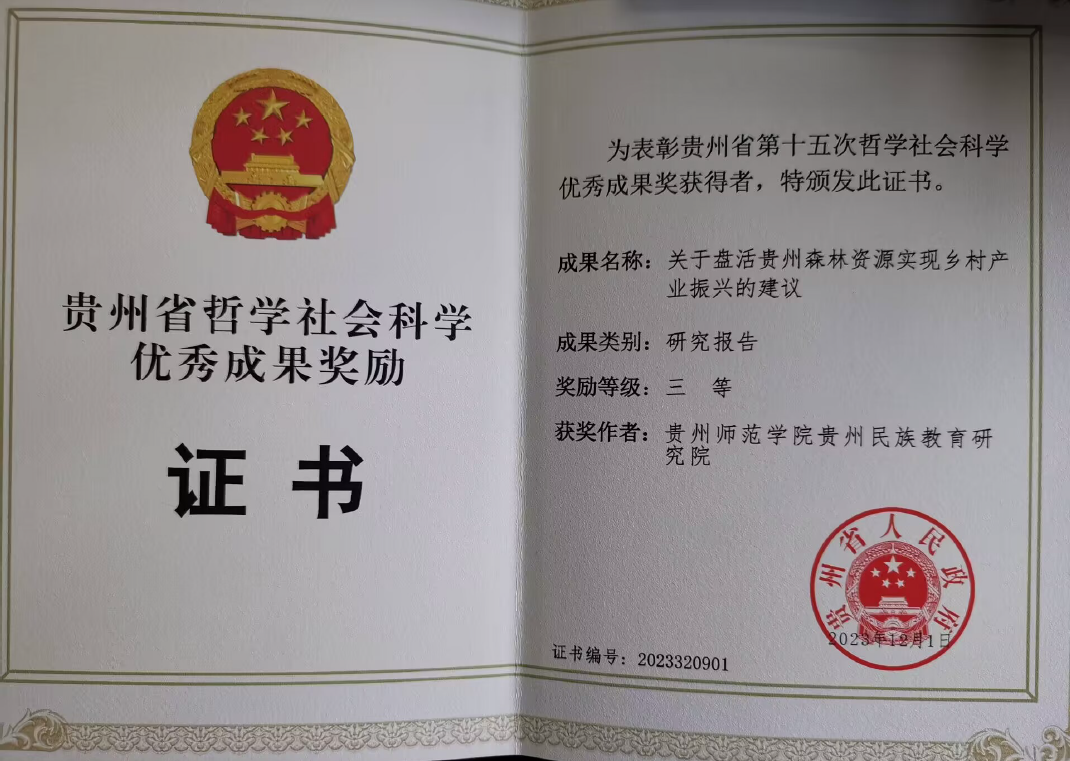 贵州省哲学社会科学
优秀成果奖励
证 书
为表彰贵州省第十五次哲学社会科学
优秀成果奖获得者，特颁发此证书。
成果名称：关于盘活贵州森林资源实现乡村产
业振兴的建议
成果类别：研究报告
奖励等级：三 等
获奖作者：贵州师范学院贵州民族教育研
究院
贵州省人民政府
2023年12月1日
证书编号：2023320901